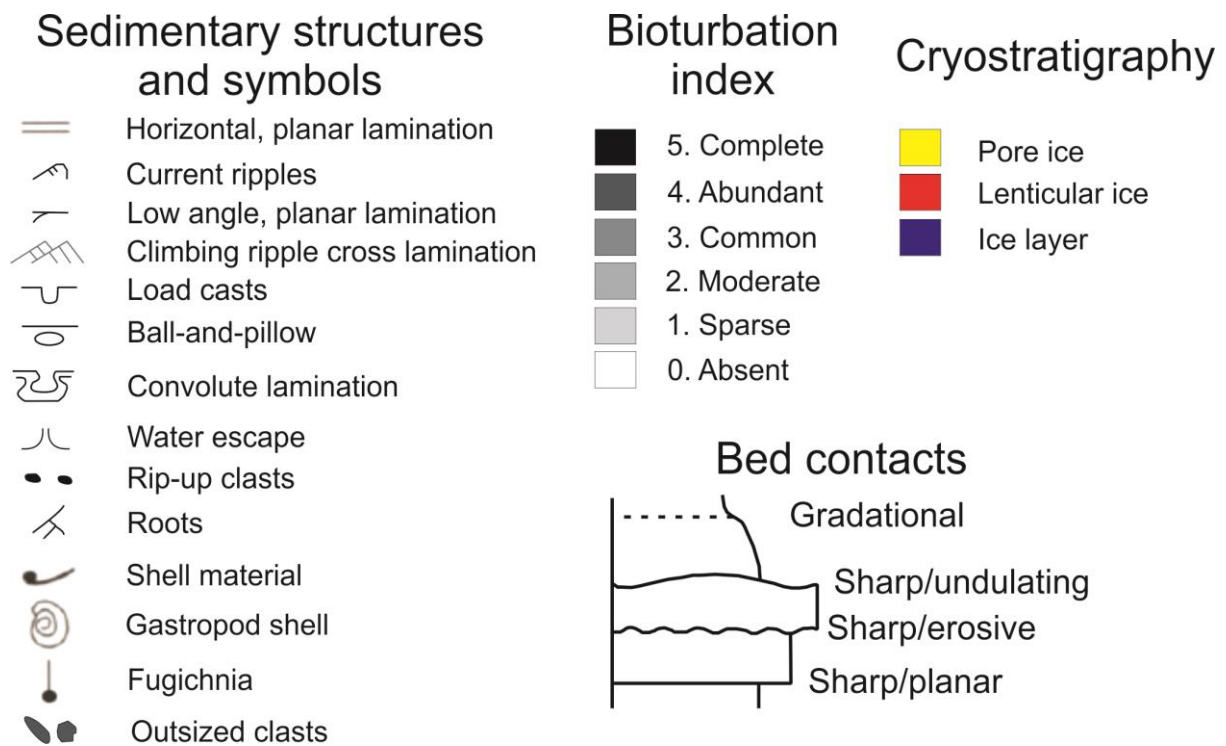 Sedimentary structures
and symbols
Horizontal, planar lamination
Current ripples
Low angle, planar lamination
Climbing ripple cross lamination
Load casts
Ball-and-pillow
Convolute lamination
Water escape
Rip-up clasts
Roots
Shell material
Gastropod shell
Fugichnia
Outsized clasts
Bioturbation
index
5. Complete
4. Abundant
3. Common
2. Moderate
1. Sparse
0. Absent
Cryostratigraphy
Pore ice
Lenticular ice
Ice layer
Bed contacts
Gradational
Sharp/undulating
Sharp/erosive
Sharp/planar